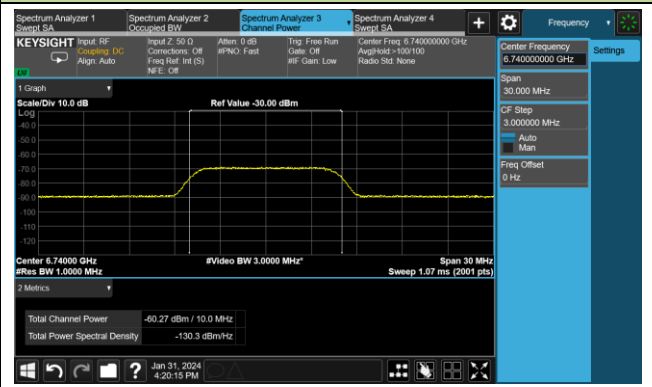 Spectrum Analyzer 1
Swept SA
Spectrum Analyzer 2
Occupied BW
Spectrum Analyzer 3
Channel Power
Spectrum Analyzer 4
Swept SA
Frequency
KEYSIGHT
Input: RF
Coupling: DC
Align: Auto
Input Z: 50 Ω
Corrections: Off
Freq Ref: Int (S)
NFE: Off
Atten: 0 dB
#PNO: Fast
Trig: Free Run
Gate: Off
#IF Gain: Low
Center Freq: 6.740000000 GHz
Avg|Hold:>100/100
Radio Std: None
Center Frequency
6.740000000 GHz
Settings
Span
30.000 MHz
CF Step
3.000000 MHz
Auto
Man
Freq Offset
0 Hz
1 Graph
Scale/Div 10.0 dB
Ref Value -30.00 dBm
Log
-40.0
-50.0
-60.0
-70.0
-80.0
-90.0
-100
-110
-120
Center 6.74000 GHz
#Video BW 3.0000 MHz*
Span 30 MHz
#Res BW 1.0000 MHz
Sweep 1.07 ms (2001 pts)
2 Metrics
Total Channel Power
-60.27 dBm / 10.0 MHz
Total Power Spectral Density
-130.3 dBm/Hz
?
Jan 31, 2024
4:20:15 PM